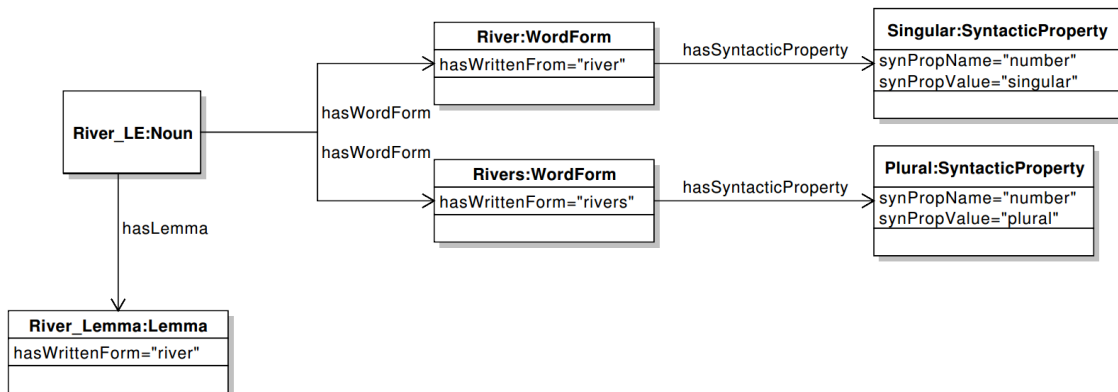 River:WordForm
hasWrittenFrom="river"
hasSyntacticProperty
Singular:SyntacticProperty
synPropName="number"
synPropValue="singular"
River_LE:Noun
hasWordForm
hasWordForm
Rivers:WordForm
hasWrittenForm="rivers"
hasSyntacticProperty
Plural:SyntacticProperty
synPropName="number"
synPropValue="plural"
hasLemma
River_Lemma:Lemma
hasWrittenForm="river"